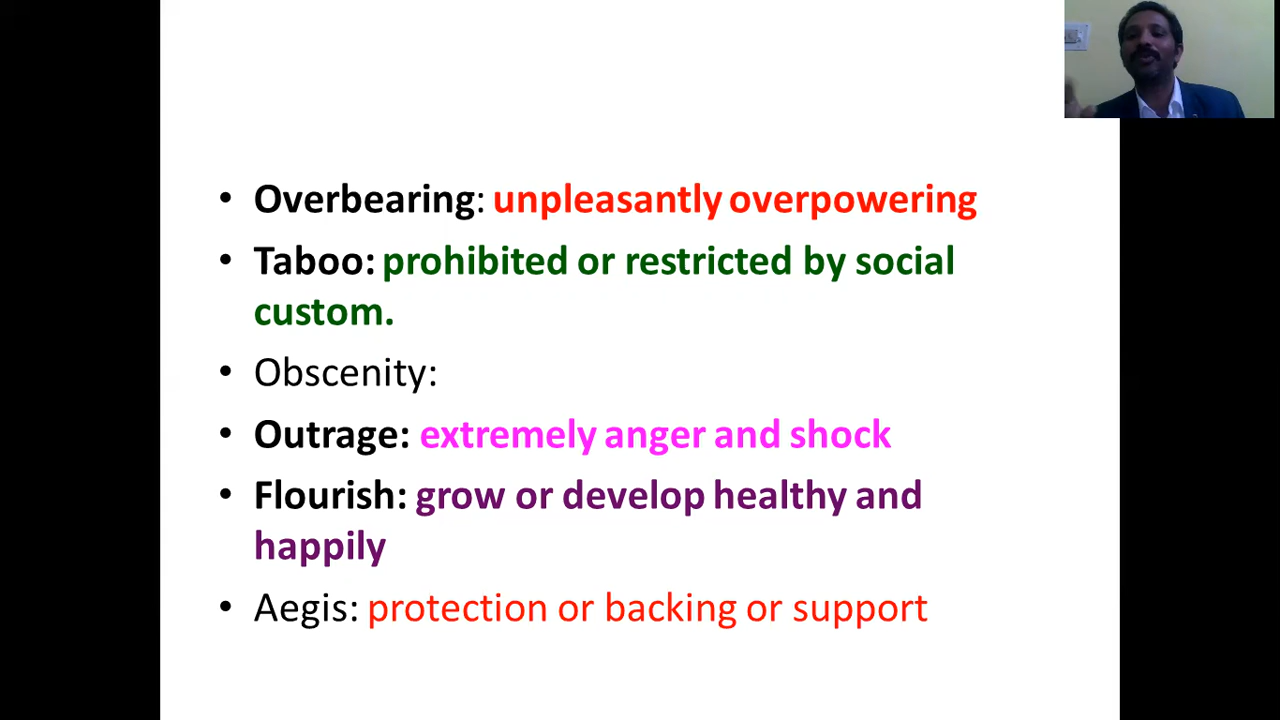 • Overbearing: unpleasantly overpowering
• Taboo: prohibited or restricted by social
custom.
• Obscenity:
• Outrage: extremely anger and shock
• Flourish: grow or develop healthy and
happily
• Aegis: protection or backing or support